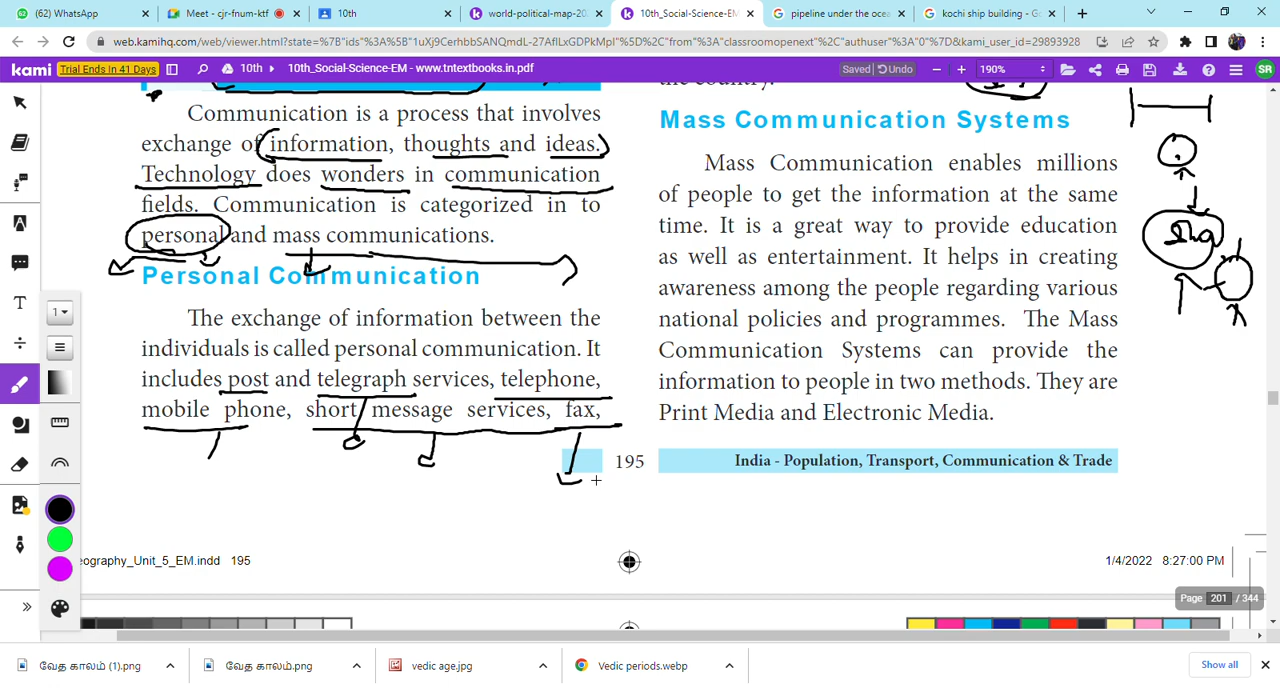 (62) WhatsApp
Meet - cjr-fnum-ktf
10th
world-political-map-20
10th_Social-Science-EM
pipeline under the ocea
kochi ship building - Go
web.kamihq.com/web/viewer.html?state=%7B"ids"%3A%5B"1uXj9CerhbbSANQmdL-27AflLxGDPkMpI"%5D%2C"from"%3A"classroomopenext"%2C"authuser"%3A"0"%7D&kami_user_id=29893928
kami
Trial Ends In 41 Days
10th
10th_Social-Science-EM - www.tntextbooks.in.pdf
Saved
Undo
190%
SR
Communication is a process that involves
exchange of information, thoughts and ideas.
Technology does wonders in communication
fields. Communication is categorized in to
personal and mass communications.
Personal Communication
The exchange of information between the
individuals is called personal communication. It
includes post and telegraph services, telephone,
mobile phone, short message services, fax,
195
the country.
Mass Communication Systems
Mass Communication enables millions
of people to get the information at the same
time. It is a great way to provide education
as well as entertainment. It helps in creating
awareness among the people regarding various
national policies and programmes. The Mass
Communication Systems can provide the
information to people in two methods. They are
Print Media and Electronic Media.
India - Population, Transport, Communication & Trade
eography_Unit_5_EM.indd 195
1/4/2022 8:27:00 PM
Page 201 / 344
1
வேத காலம் (1).png
வேத காலம்.png
vedic age.jpg
Vedic periods.webp
Show all